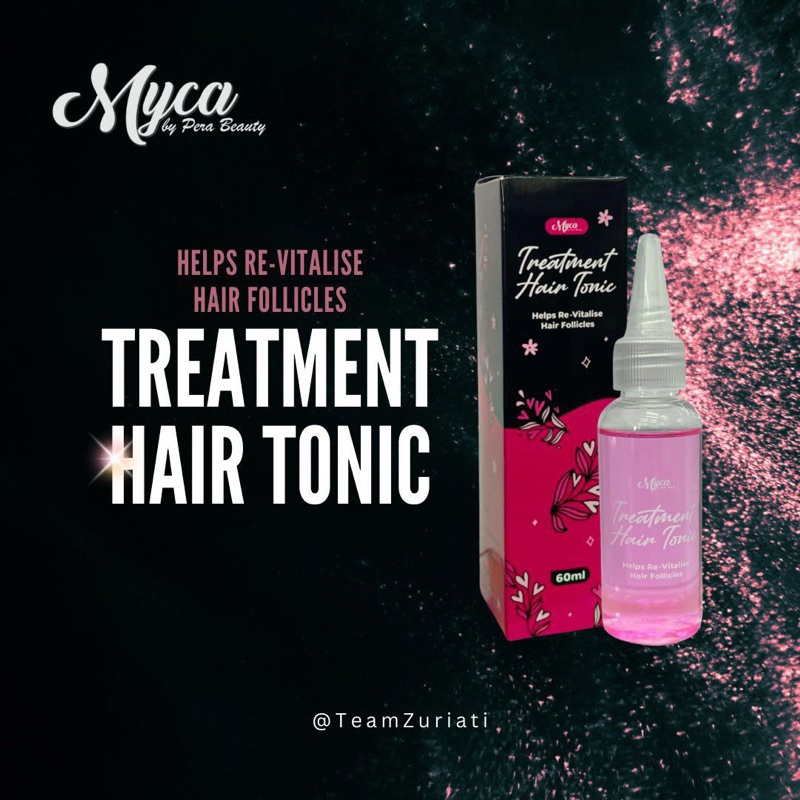 Myca
by Pera Beauty
HELPS RE-VITALISE
HAIR FOLLICLES
TREATMENT
HAIR TONIC
Myca
Treatment
Hair Tonic
Helps Re-Vitalise
Hair Follicles
60ml
Myca
Treatment
Hair Tonic
Helps Re-Vitalise
Hair Follicles
@TeamZuriati